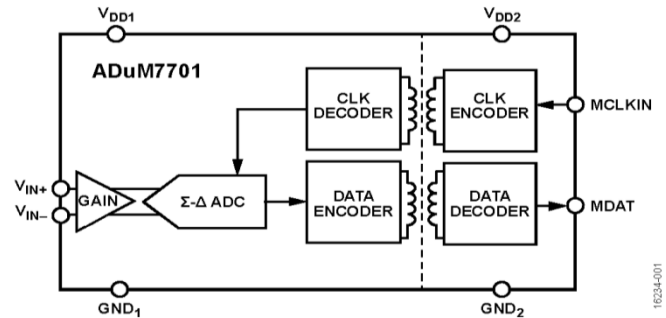 VDD1
VDD2
ADuM7701
CLK
DECODER
CLK
ENCODER
MCLKIN
VIN+
GAIN
Σ-Δ ADC
DATA
ENCODER
DATA
DECODER
MDAT
VIN–
GND1
GND2
16234-001